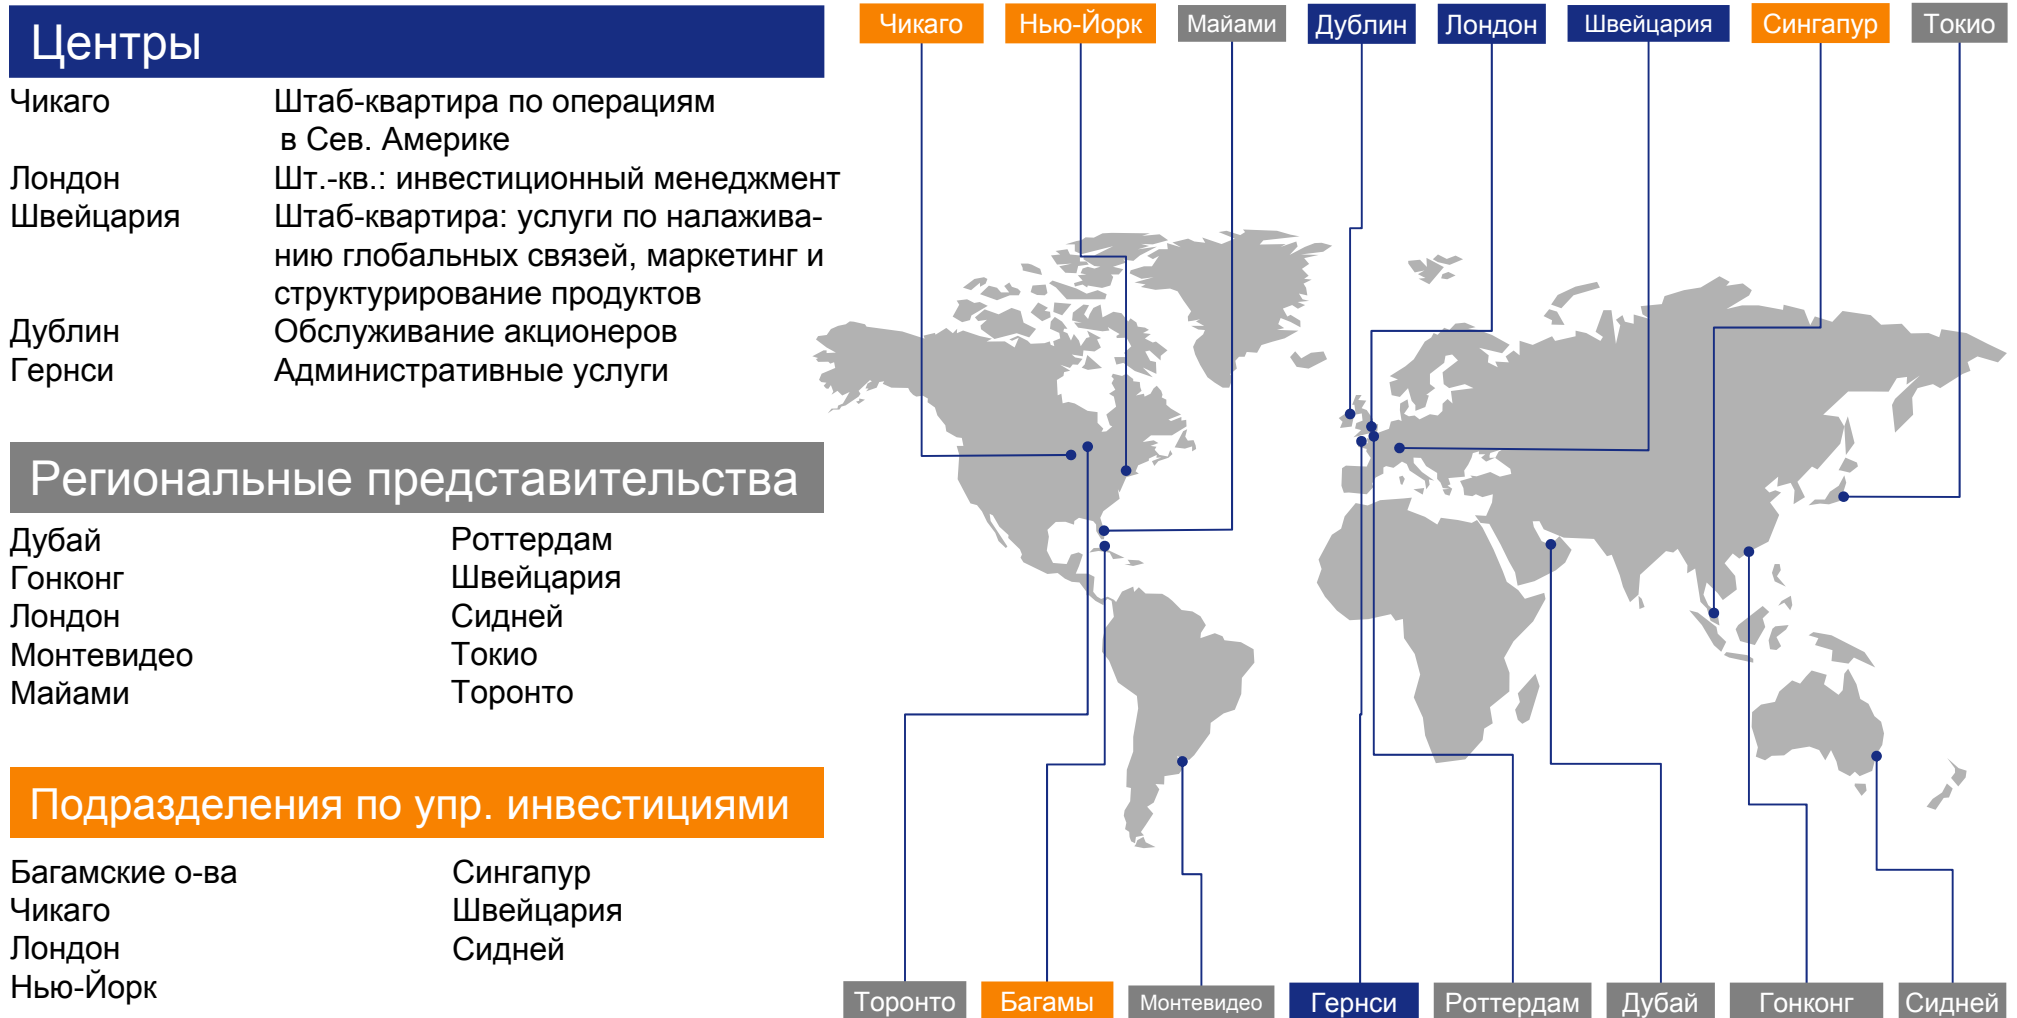 Центры
Чикаго Штаб-квартира по операциям
в Сев. Америке
Лондон Шт.-кв.: инвестиционный менеджмент
Швейцария Штаб-квартира: услуги по налажива-
нию глобальных связей, маркетинг и
структурирование продуктов
Дублин Обслуживание акционеров
Гернси Административные услуги
Региональные представительства
Дубай Роттердам
Гонконг Швейцария
Лондон Сидней
Монтевидео Токио
Майами Торонто
Подразделения по упр. инвестициями
Багамские о-ва Сингапур
Чикаго Швейцария
Лондон Сидней
Нью-Йорк
Чикаго Нью-Йорк Майами Дублин Лондон Швейцария Сингапур Токио
Торонто Багамы Монтевидео Гернси Роттердам Дубай Гонконг Сидней